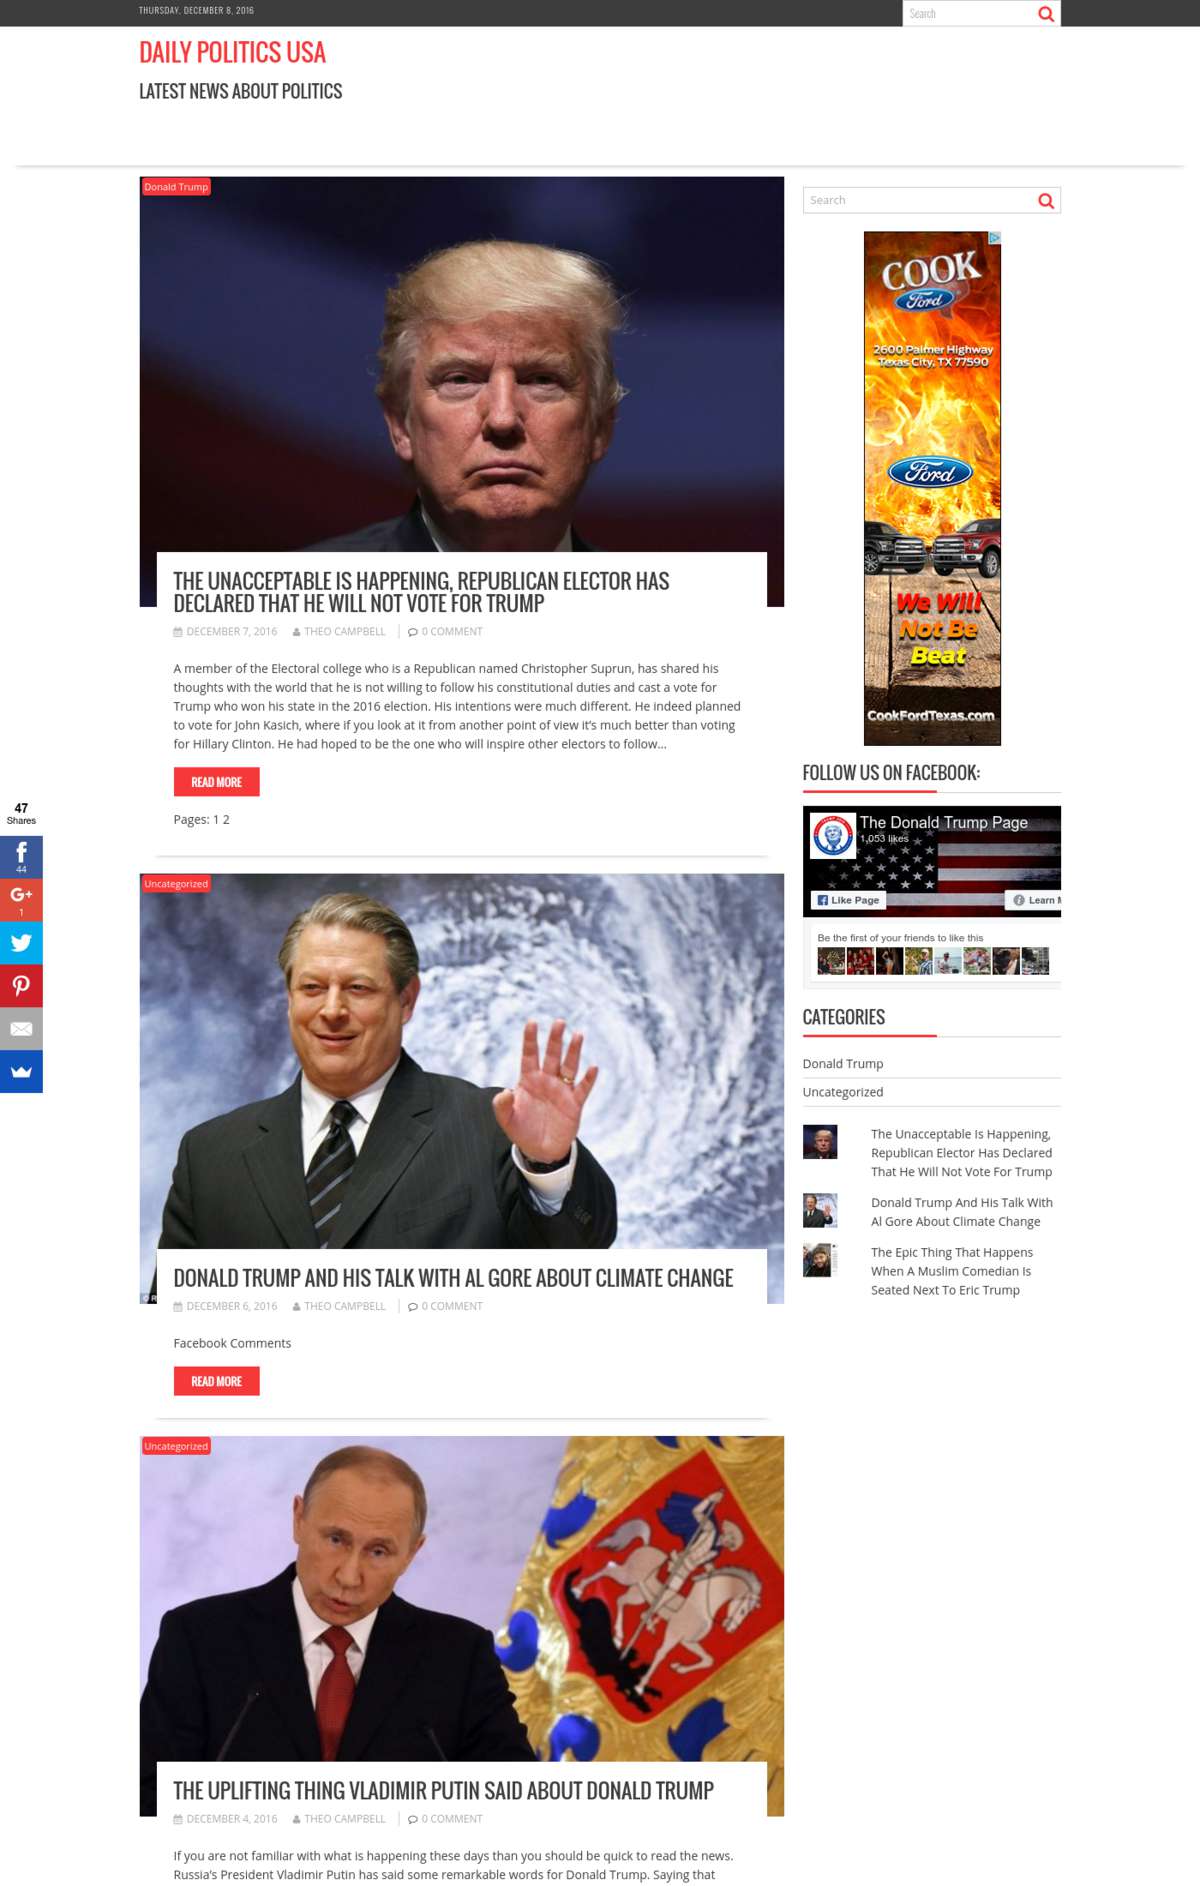 THURSDAY, DECEMBER 8, 2016
Search
DAILY POLITICS USA
LATEST NEWS ABOUT POLITICS
Donald Trump
THE UNACCEPTABLE IS HAPPENING, REPUBLICAN ELECTOR HAS
DECLARED THAT HE WILL NOT VOTE FOR TRUMP
DECEMBER 7, 2016 THEO CAMPBELL 0 COMMENT
A member of the Electoral college who is a Republican named Christopher Suprun, has shared his
thoughts with the world that he is not willing to follow his constitutional duties and cast a vote for
Trump who won his state in the 2016 election. His intentions were much different. He indeed planned
to vote for John Kasich, where if you look at it from another point of view it's much better than voting
for Hillary Clinton. He had hoped to be the one who will inspire other electors to follow...
READ MORE
Pages: 1 2
47
Shares
44
G+
1
Uncategorized
DONALD TRUMP AND HIS TALK WITH AL GORE ABOUT CLIMATE CHANGE
DECEMBER 6, 2016 THEO CAMPBELL 0 COMMENT
Facebook Comments
READ MORE
Uncategorized
THE UPLIFTING THING VLADIMIR PUTIN SAID ABOUT DONALD TRUMP
DECEMBER 4, 2016 THEO CAMPBELL 0 COMMENT
If you are not familiar with what is happening these days than you should be quick to read the news.
Russia's President Vladimir Putin has said some remarkable words for Donald Trump. Saying that
Search
COOK
Ford
2600 Palmer Highway
Texas City, TX 77590
Ford
We Will
Not Be
Beat
CookFordTexas.com
FOLLOW US ON FACEBOOK:
The Donald Trump Page
1,053 likes
Like Page
Learn M
Be the first of your friends to like this
CATEGORIES
Donald Trump
Uncategorized
The Unacceptable Is Happening,
Republican Elector Has Declared
That He Will Not Vote For Trump
Donald Trump And His Talk With
Al Gore About Climate Change
The Epic Thing That Happens
When A Muslim Comedian Is
Seated Next To Eric Trump